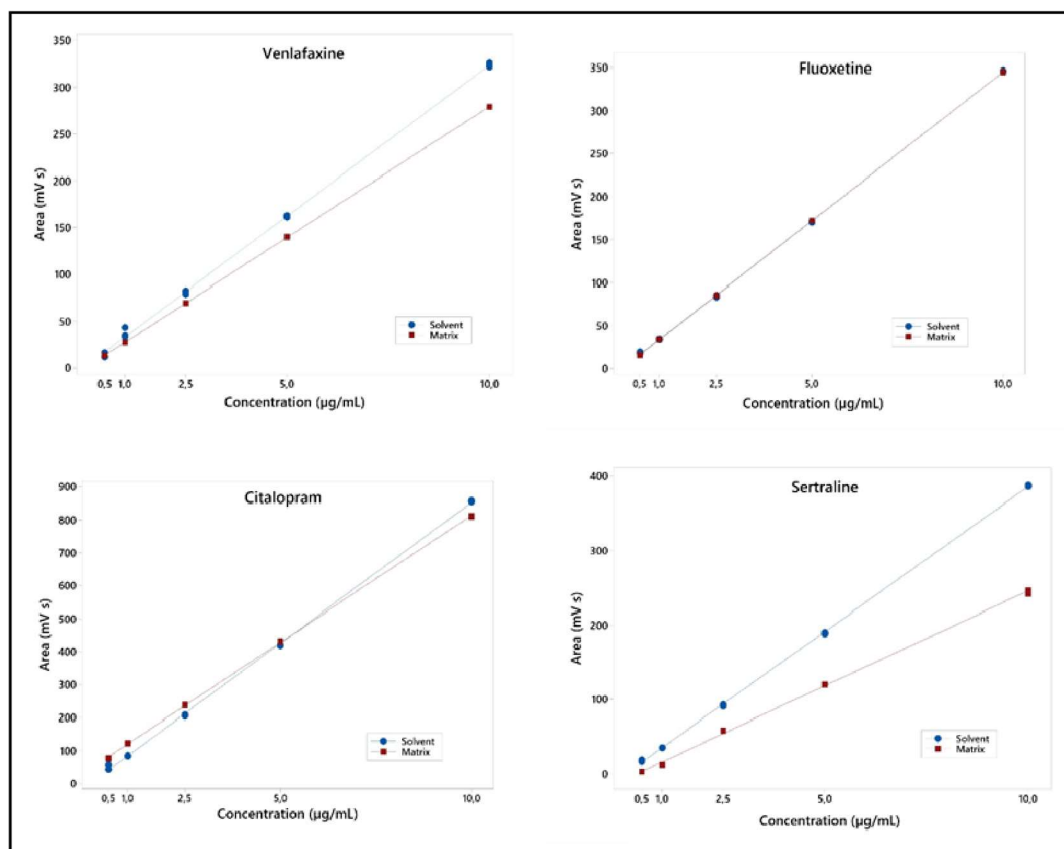 Venlafaxine
350
300
250
200
150
100
50
0
Area (mV s)
Solvent
Matrix
0,5 1,0 2,5 5,0 10,0
Concentration (µg/mL)
Fluoxetine
350
300
250
200
150
100
50
0
Area (mV s)
Solvent
Matrix
0,5 1,0 2,5 5,0 10,0
Concentration (µg/mL)
Citalopram
900
800
700
600
500
400
300
200
100
0
Area (mV s)
Solvent
Matrix
0,5 1,0 2,5 5,0 10,0
Concentration (µg/mL)
Sertraline
400
300
200
100
0
Area (mV s)
Solvent
Matrix
0,5 1,0 2,5 5,0 10,0
Concentration (µg/mL)